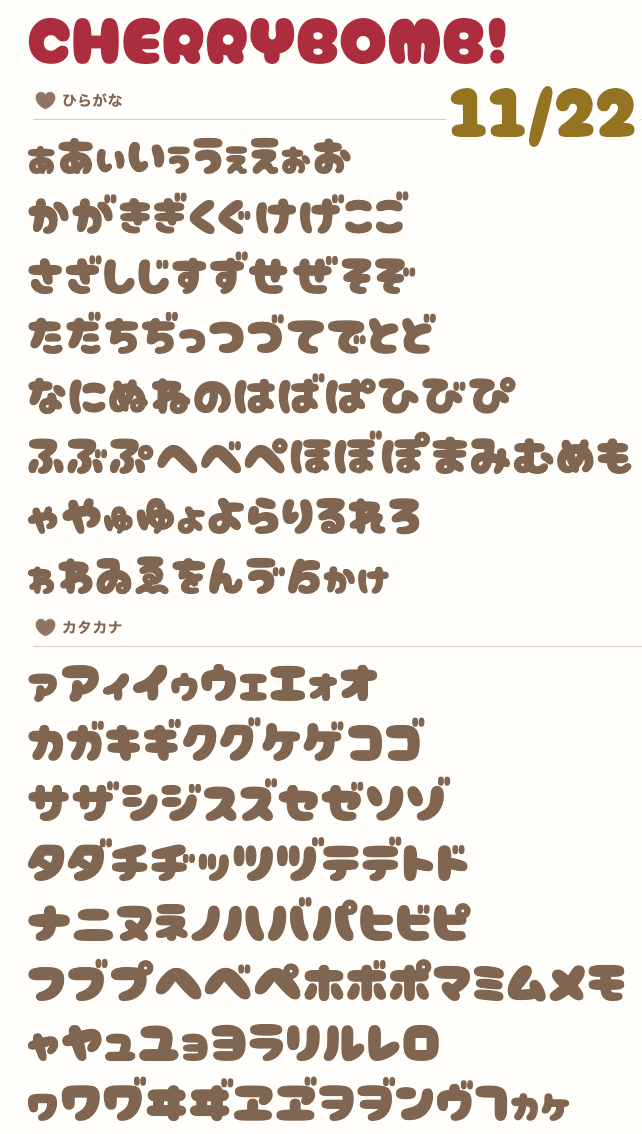 CHERRYBOMB!
ひらがな
11/22
ぁあぃいぅうぇえぉお
かがきぎくぐけげこご
さざしじすずせぜそぞ
ただちぢっつづてでとど
なにぬねのはばぱひびぴ
ふぶぷへべぺほぼぽまみむめも
ゃやゅゆょよらりるれろ
ゎわゐゑをんゔゟゕゖ
カタカナ
ァアィイゥウェエォオ
カガキギクグケゲコゴ
サザシジスズセゼソゾ
タダチヂッツヅテデトド
ナニヌネノハバパヒビピ
フブプヘベペホボポマミムメモ
ャヤュユョヨラリルレロ
ヮワヷヰヸヱヹヲヺンヴヿヵヶ